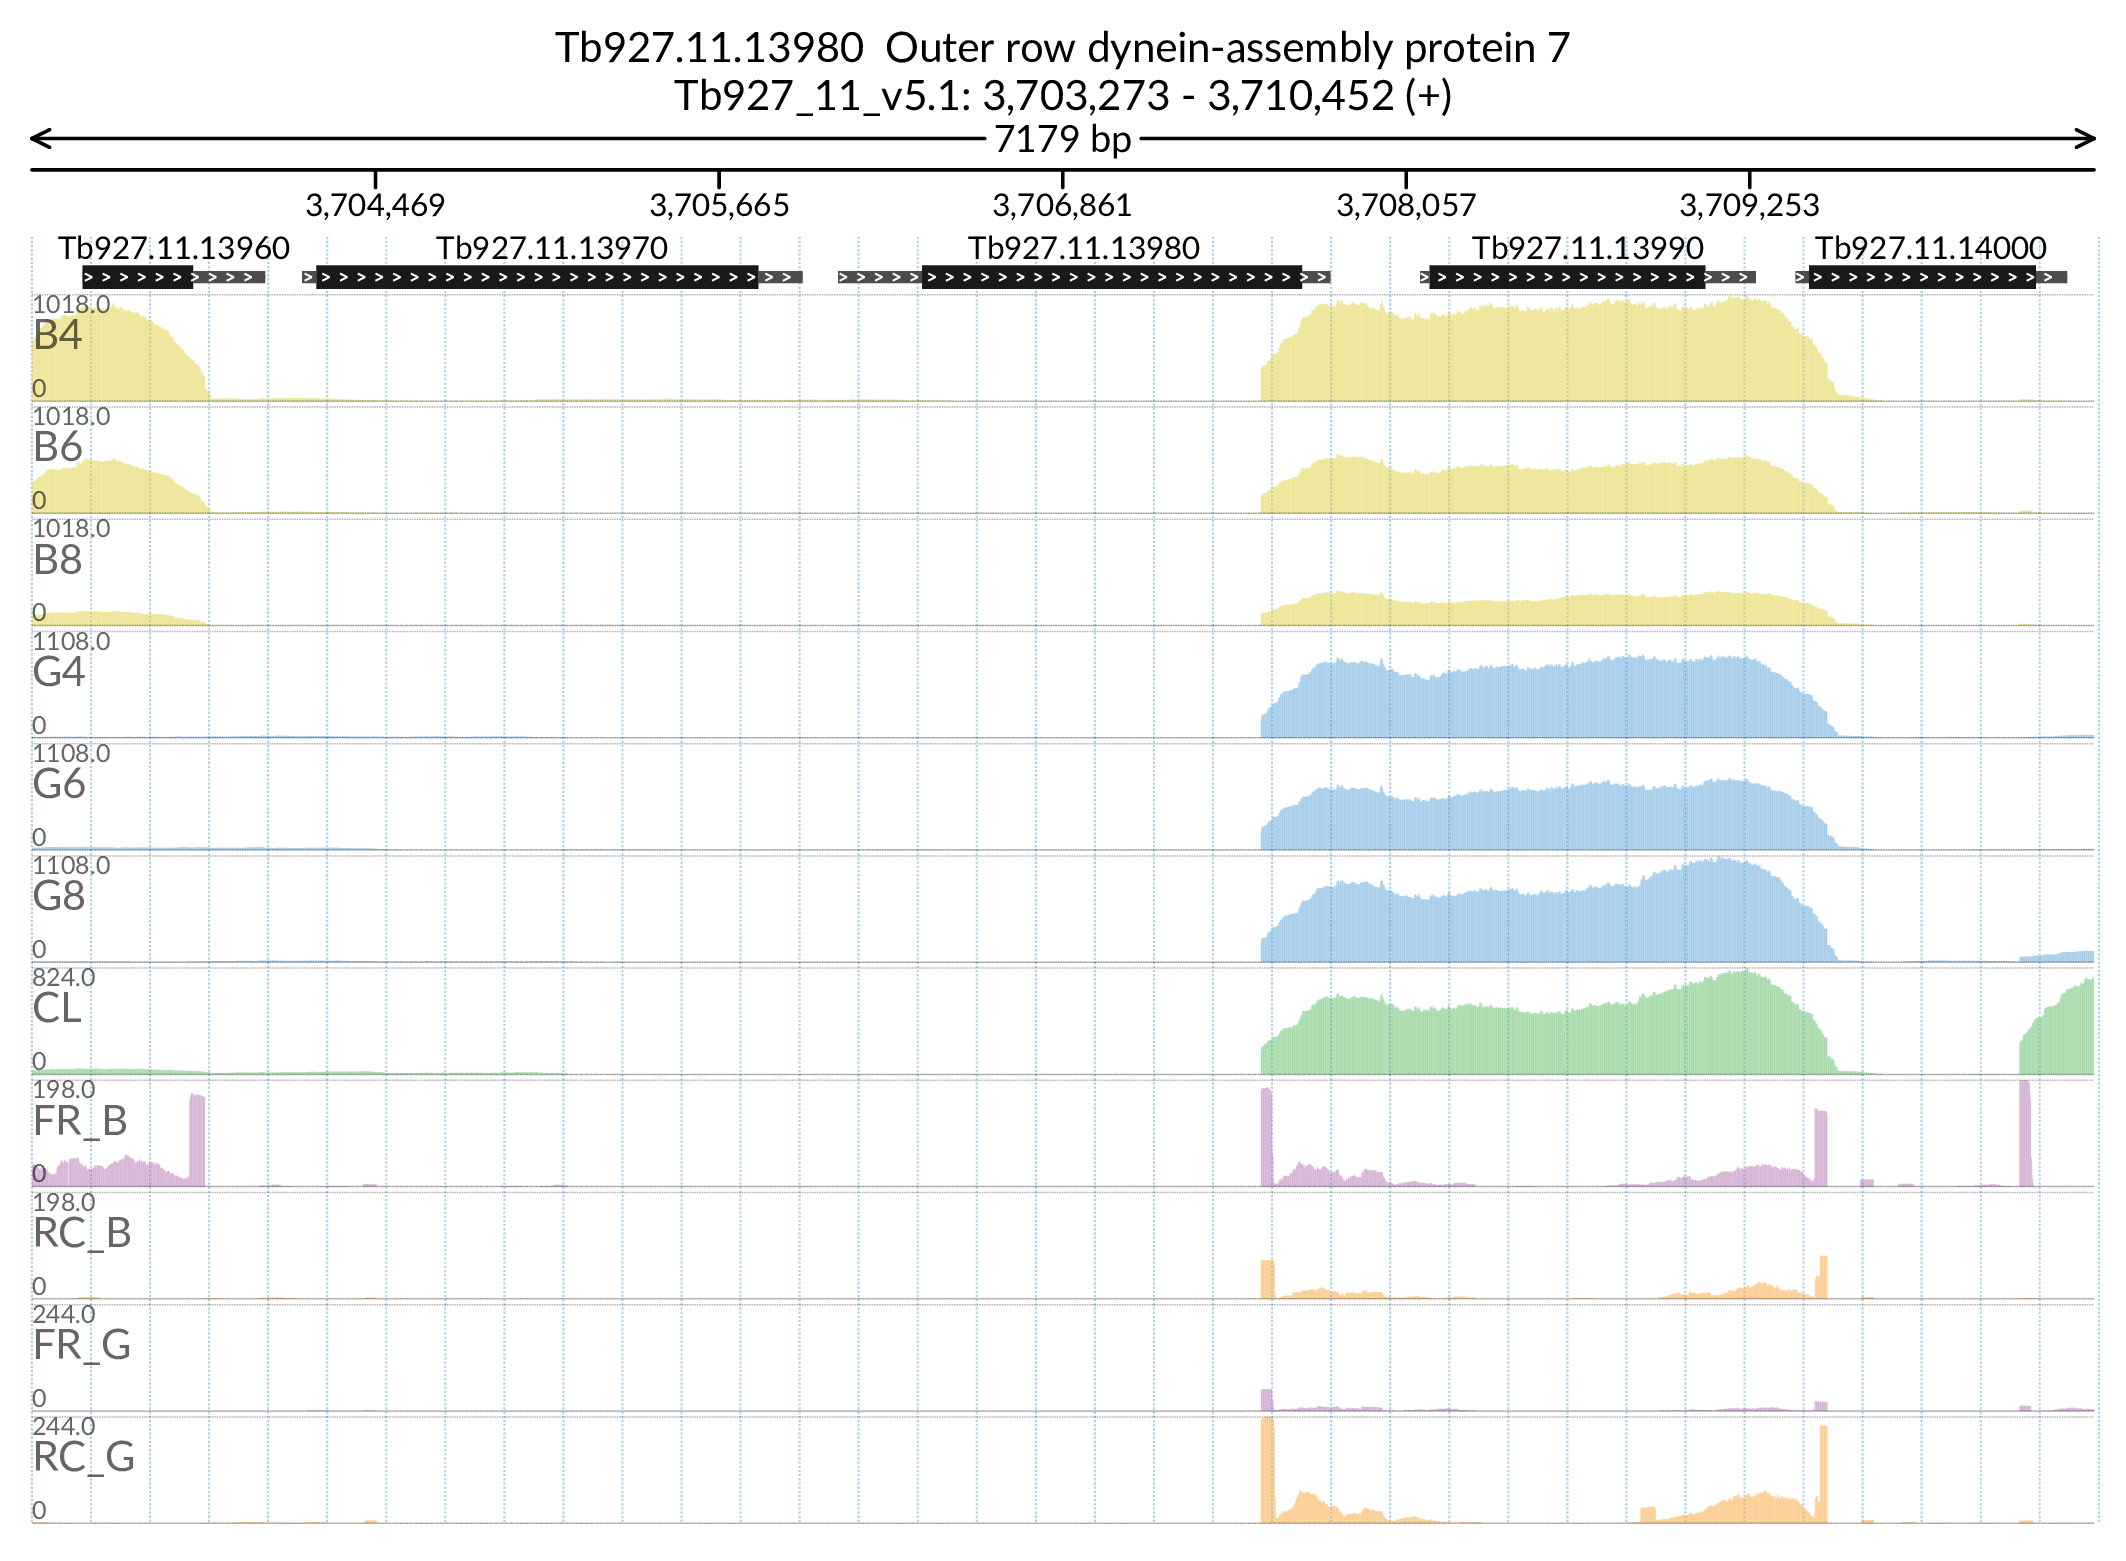 Tb927.11.13980  Outer row dynein-assembly protein 7
Tb927_11_v5.1: 3,703,273 - 3,710,452 (+)
7179 bp
3,704,469 3,705,665 3,706,861 3,708,057 3,709,253
Tb927.11.13960 Tb927.11.13970 Tb927.11.13980 Tb927.11.13990 Tb927.11.14000
1018.0
B4
0
1018.0
B6
0
1018.0
B8
0
1108.0
G4
0
1108.0
G6
0
1108.0
G8
0
824.0
CL
0
198.0
FR_B
0
198.0
RC_B
0
244.0
FR_G
0
244.0
RC_G
0